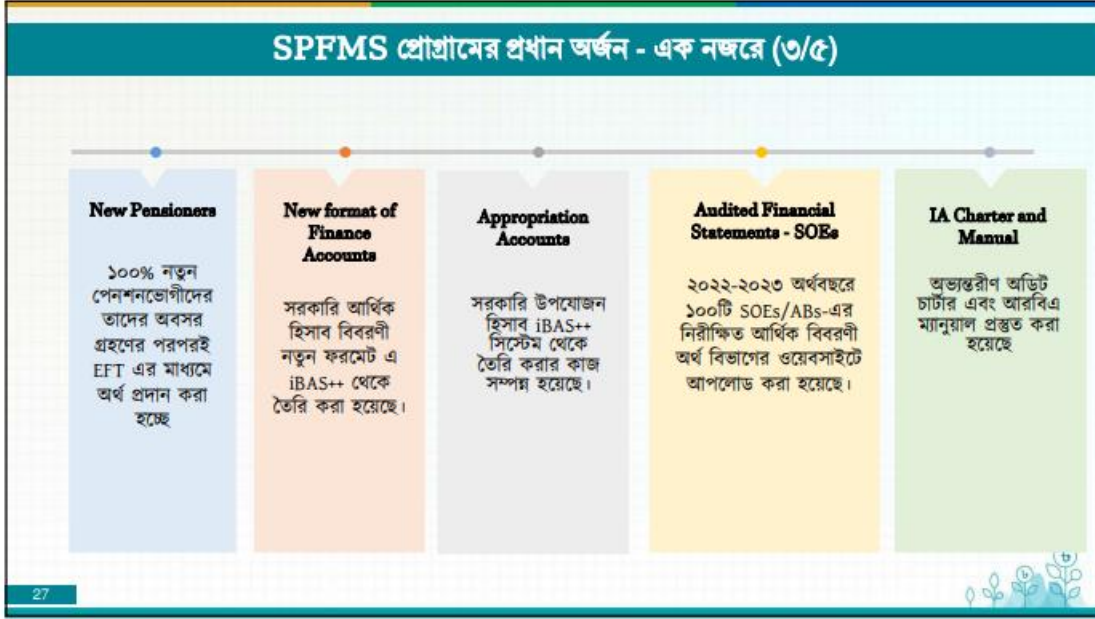 SPFMS প্রোগ্রামের প্রধান অর্জন - এক নজরে (৩/৫)
New Pensioners
১০০% নতুন
পেনশনভোগীদের
তাদের অবসর
গ্রহণের পরপরই
EFT এর মাধ্যমে
অর্থ প্রদান করা
হচ্ছে
New format of
Finance
Accounts
সরকারি আর্থিক
হিসাব বিবরণী
নতুন ফরমেট এ
iBAS++ থেকে
তৈরি করা হয়েছে।
Appropriation
Accounts
সরকারি উপযোজন
হিসাব iBAS++
সিস্টেম থেকে
তৈরি করার কাজ
সম্পন্ন হয়েছে।
Audited Financial
Statements - SOEs
২০২২-২০২৩ অর্থবছরে
১০০টি SOEs/ABs-এর
নিরীক্ষিত আর্থিক বিবরণী
অর্থ বিভাগের ওয়েবসাইটে
আপলোড করা হয়েছে।
IA Charter and
Manual
অভ্যন্তরীণ অডিট
চার্টার এবং আরবিএ
ম্যানুয়াল প্রস্তুত করা
হয়েছে
27
৳
৳